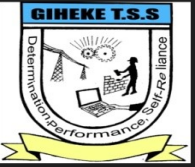 GIHEKE T.S.S
Determination,Performance, Self-Reliance